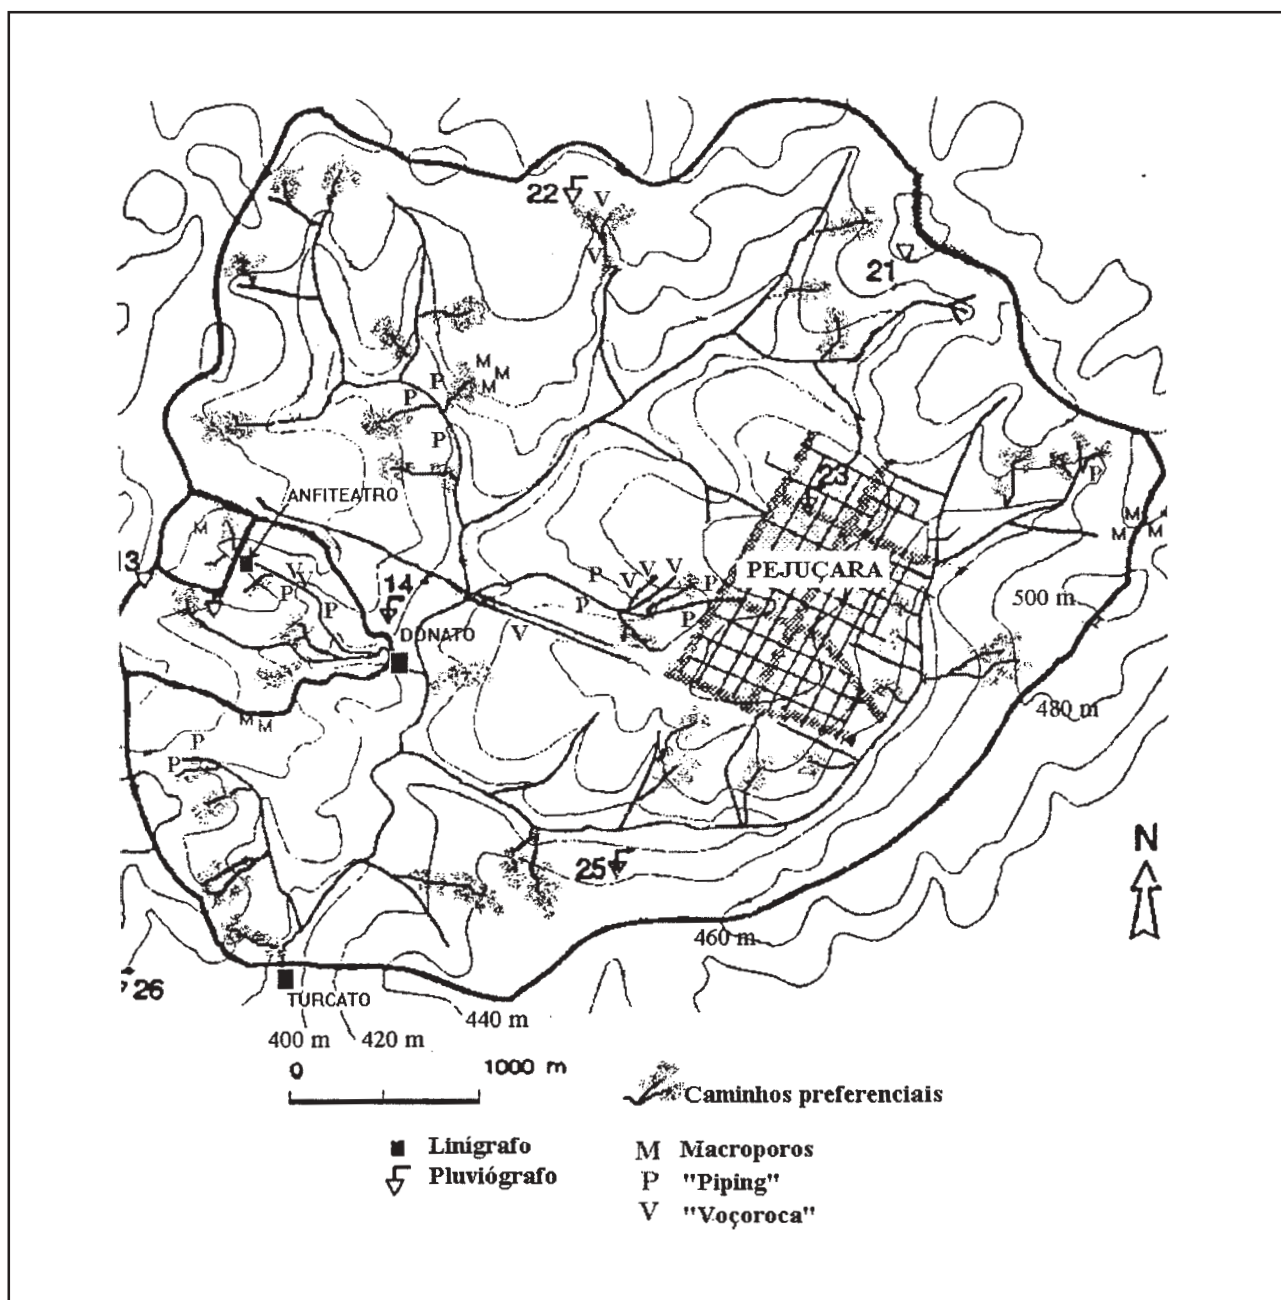 22 V
V
21
M
M
M
P
P
P
23
P
ANFITEATRO
M
M
M M
13
V
V
P
P
14
PEJUÇARA
P
V
V
V
P
P
P
500 m
DONATO
V
M M
480 m
P
P
25
N
460 m
26
TURCATO
440 m
400 m
420 m
0
1000 m
Caminhos preferenciais
Linígrafo
Pluviógrafo
M Macroporos
P "Piping"
V "Voçoroca"